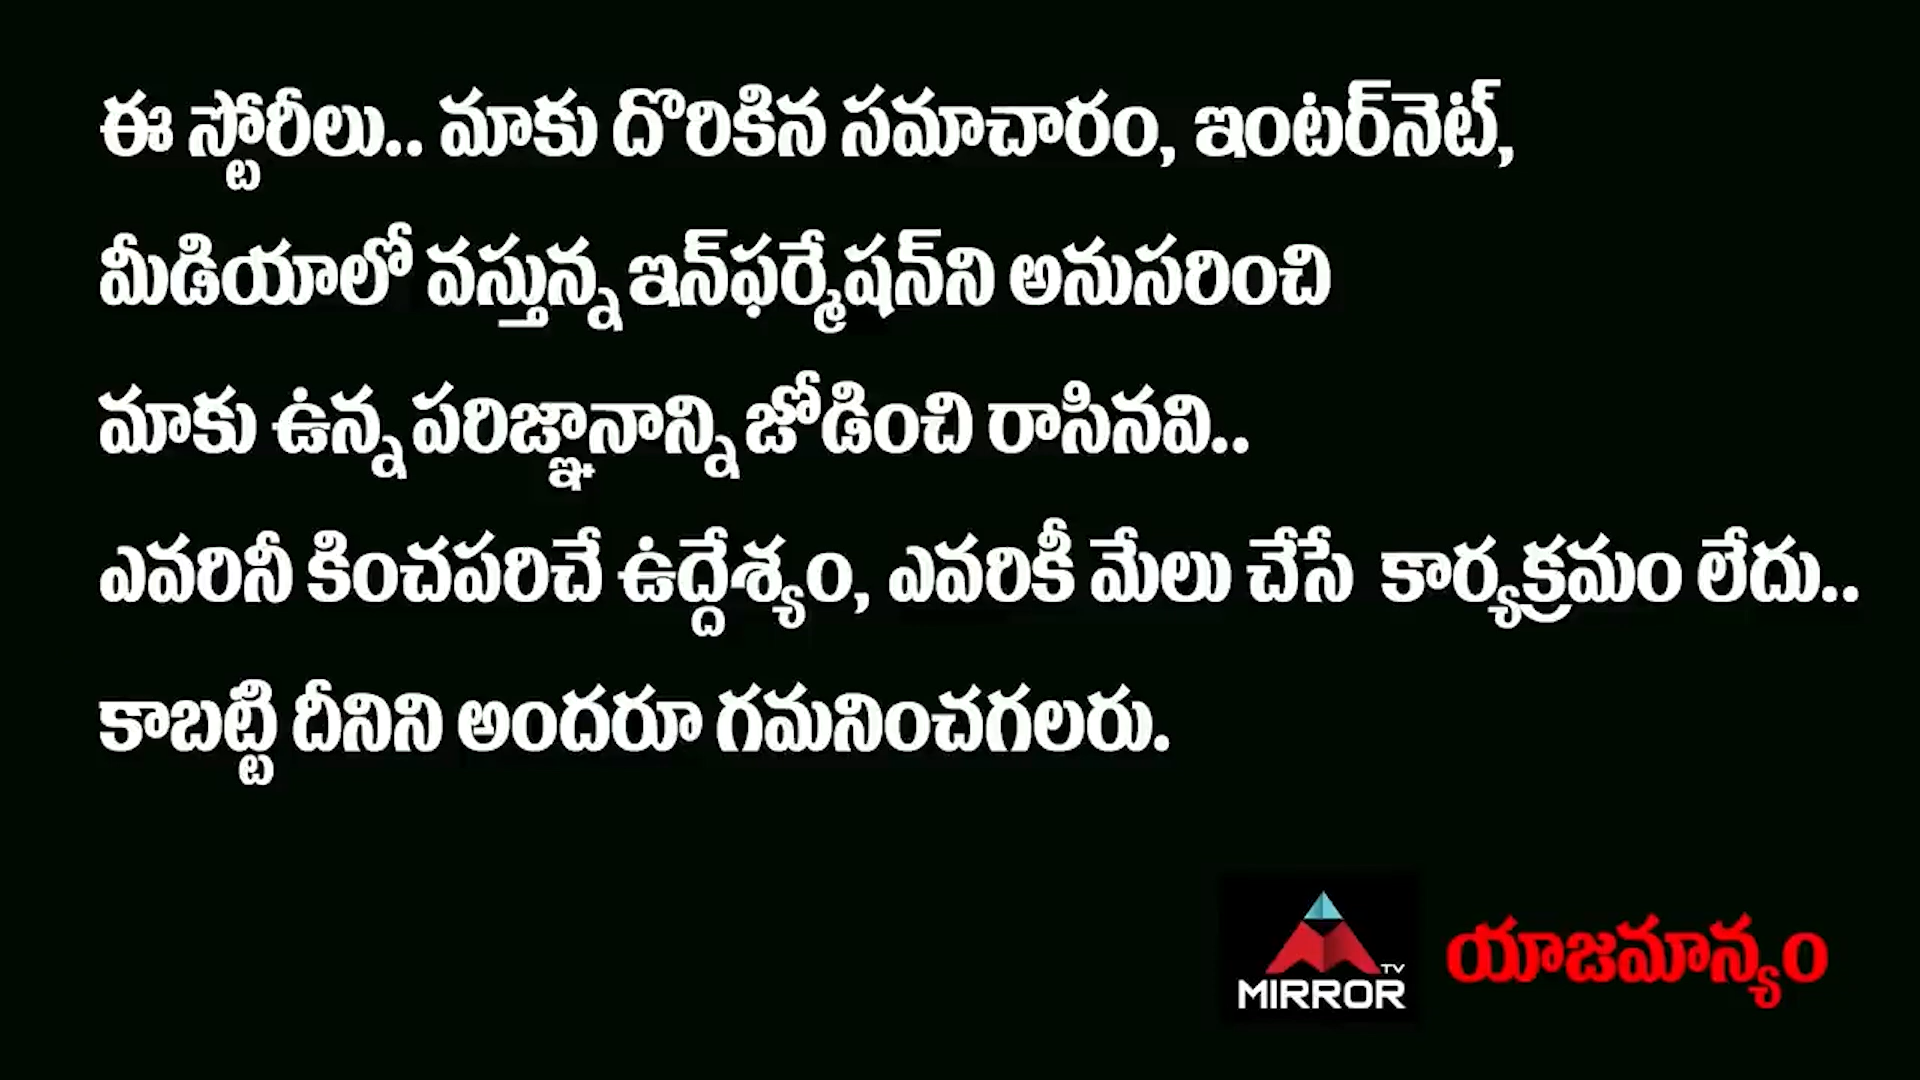 ఈ స్టోరీలు.. మాకు దొరికిన సమాచారం, ఇంటర్‌నెట్,
మీడియాలో వస్తున్న ఇన్‌ఫర్మేషన్‌ని అనుసరించి
మాకు ఉన్న పరిజ్ఞానాన్ని జోడించి రాసినవి..
ఎవరినీ కించపరిచే ఉద్దేశ్యం, ఎవరికీ మేలు చేసే కార్యక్రమం లేదు..
కాబట్టి దీనిని అందరూ గమనించగలరు.
TV
MIRROR
యాజమాన్యం